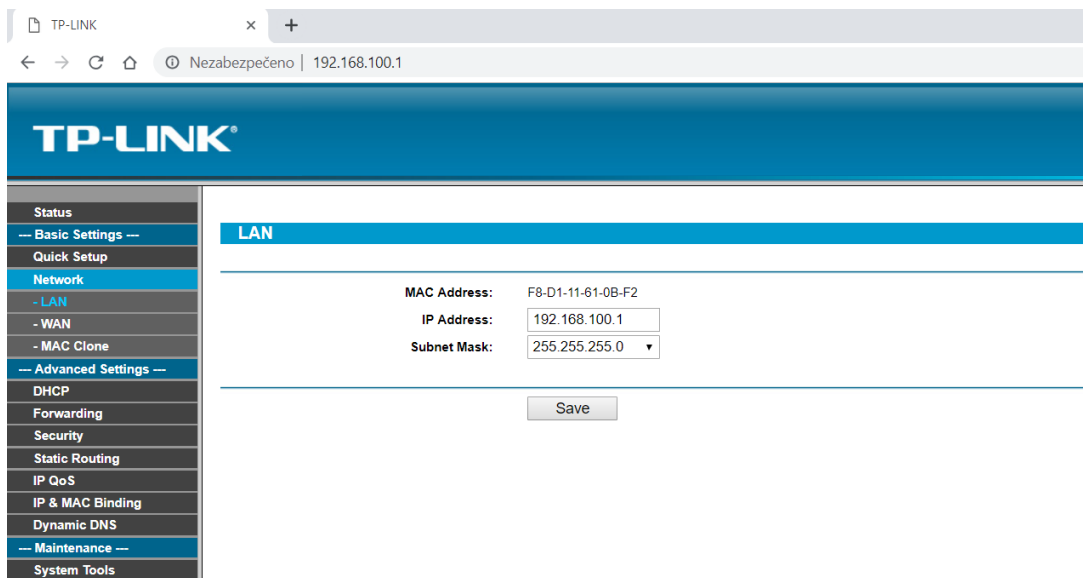 TP-LINK
Nezabezpečeno | 192.168.100.1
TP-LINK®
Status
--- Basic Settings ---
Quick Setup
Network
- LAN
- WAN
- MAC Clone
--- Advanced Settings ---
DHCP
Forwarding
Security
Static Routing
IP QoS
IP & MAC Binding
Dynamic DNS
--- Maintenance ---
System Tools
LAN
MAC Address: F8-D1-11-61-0B-F2
IP Address: 192.168.100.1
Subnet Mask: 255.255.255.0
Save